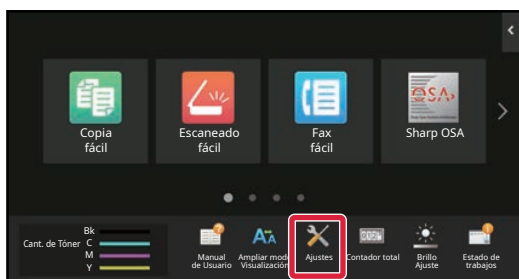 Copia
fácil
Escaneado
fácil
Fax
fácil
Sharp OSA
Cant. de Tóner
Bk
C
M
Y
Manual
de Usuario
Ampliar modo
Visualización
Ajustes
Contador total
Brillo
Ajuste
Estado de
trabajos